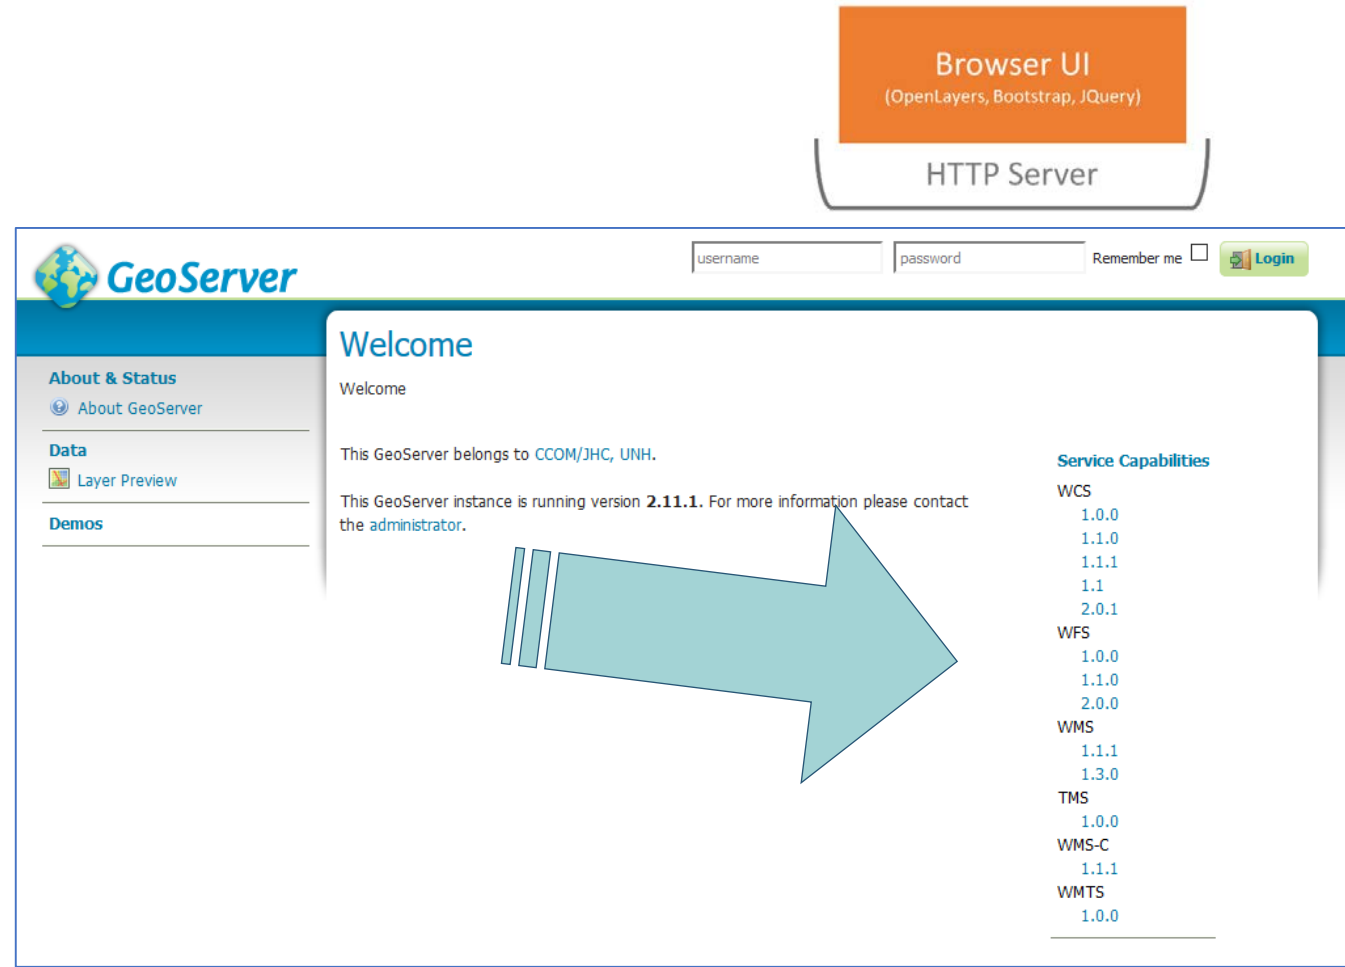 Browser UI
(OpenLayers, Bootstrap, JQuery)
HTTP Server
GeoServer
username
password
Remember me
Login
Welcome
Welcome
About & Status
About GeoServer
Data
Layer Preview
Demos
This GeoServer belongs to CCOM/JHC, UNH.
This GeoServer instance is running version 2.11.1. For more information please contact
the administrator.
Service Capabilities
WCS
1.0.0
1.1.0
1.1.1
1.1
2.0.1
WFS
1.0.0
1.1.0
2.0.0
WMS
1.1.1
1.3.0
TMS
1.0.0
WMS-C
1.1.1
WMTS
1.0.0